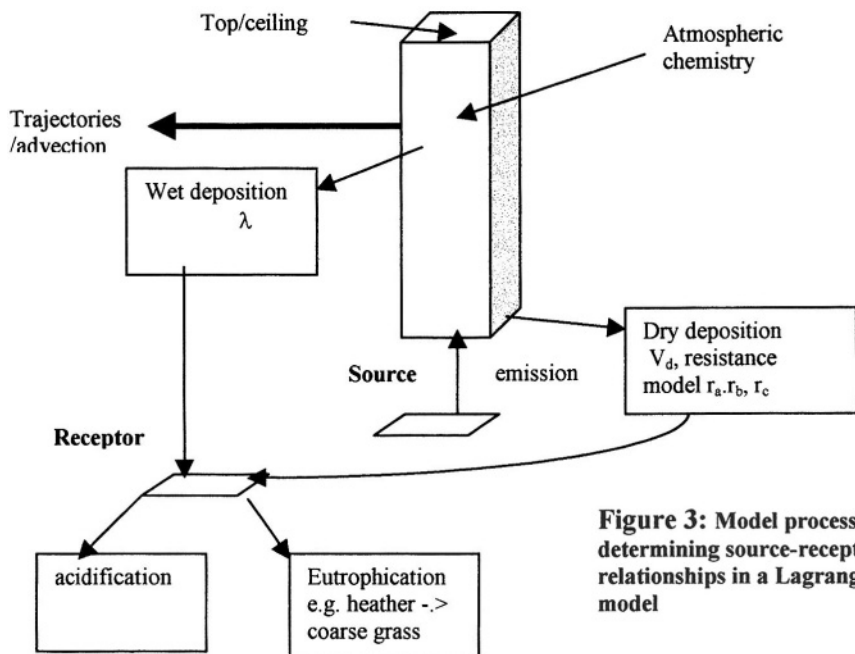 Top/ceiling
Atmospheric
chemistry
Trajectories
/advection
Wet deposition
λ
Dry deposition
V_d, resistance
model r_a.r_b, r_c
Source
emission
Receptor
acidification
Eutrophication
e.g. heather -.>
coarse grass
Figure 3: Model process
determining source-recept
relationships in a Lagrang
model